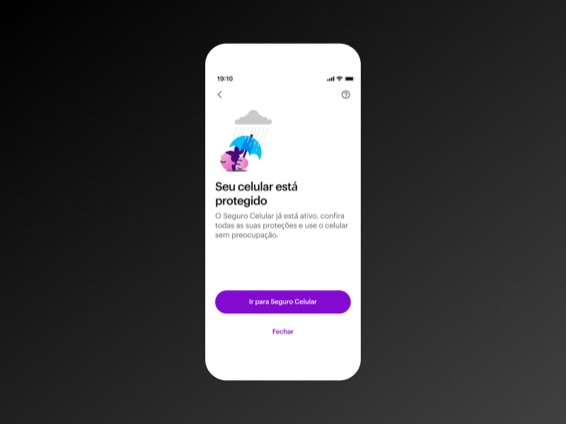 19:10
Seu celular está
protegido
O Seguro Celular já está ativo, confira
todas as suas proteções e use o celular
sem preocupação.
Ir para Seguro Celular
Fechar